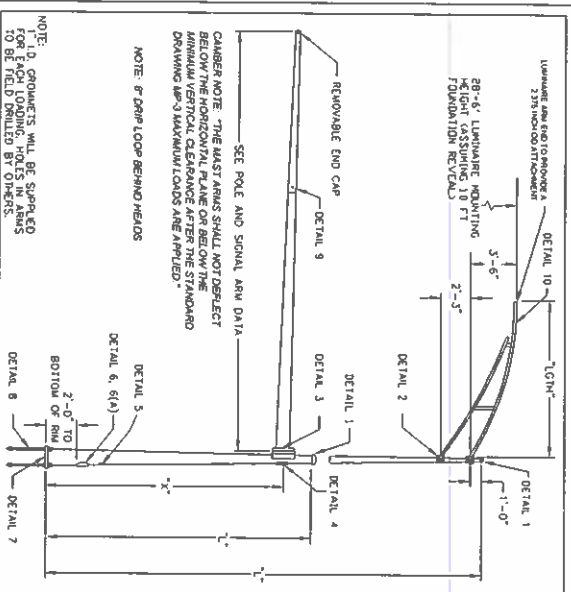 LUMINAIRE ARM END TO PROVIDE A
2.375 INCH OD ATTACHMENT
DETAIL 10
"LGTH"
28'-6" LUMINAIRE MOUNTING
HEIGHT (ASSUMING 1.0 FT
FOUNDATION REVEAL)
3'-6"
2'-3"
DETAIL 1
1'-0"
DETAIL 2
REMOVABLE END CAP
DETAIL 9
SEE POLE AND SIGNAL ARM DATA
DETAIL 3
DETAIL 1
DETAIL 4
CAMBER NOTE: "THE MAST ARMS SHALL NOT DEFLECT
BELOW THE HORIZONTAL PLANE OR BELOW THE
MINIMUM VERTICAL CLEARANCE AFTER THE STANDARD
DRAWING MP-3 MAXIMUM LOADS ARE APPLIED."
NOTE: 8" DRIP LOOP BEHIND HEADS
"X"
"L"
"L"
DETAIL 5
DETAIL 6, 6(A)
2'-0" TO
BOTTOM OF RIM
DETAIL 8
DETAIL 7
NOTE:
1" I.D. GROMMETS WILL BE SUPPLIED
FOR EACH LOADING, HOLES IN ARMS
TO BE FIELD DRILLED BY OTHERS.